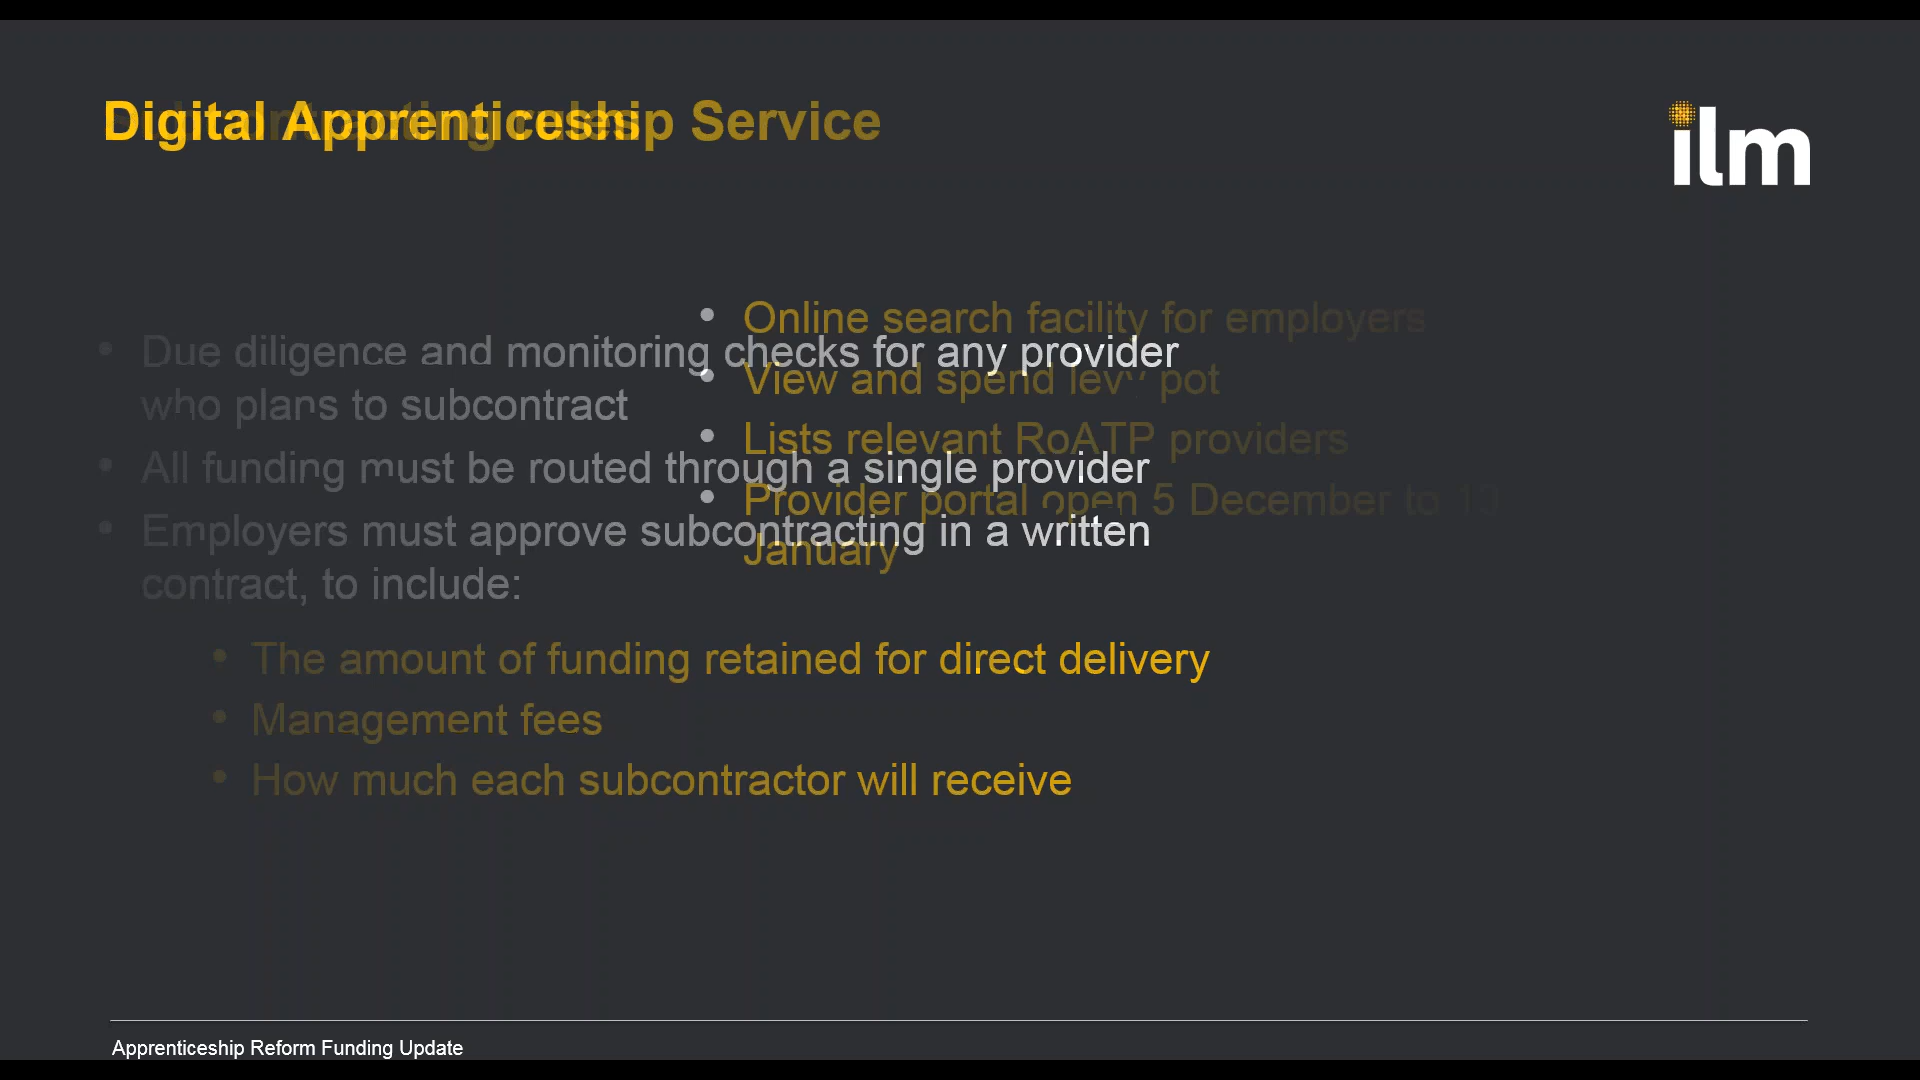 Digital Apprenticeship Service
ilm
Online search facility for employers
View and spend levy pot
Lists relevant RoATP providers
Provider portal open 5 December to
January
Due diligence and monitoring checks for any provider
who plans to subcontract
All funding must be routed through a single provider
Employers must approve subcontracting in a written
contract, to include:
The amount of funding retained for direct delivery
Management fees
How much each subcontractor will receive
Apprenticeship Reform Funding Update